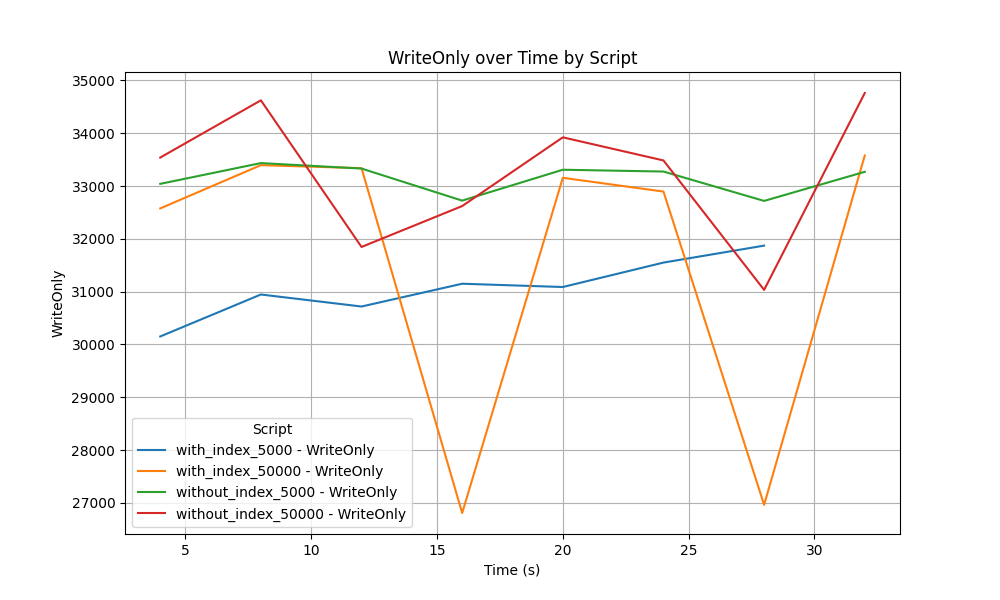 WriteOnly over Time by Script
WriteOnly
35000
34000
33000
32000
31000
30000
29000
28000
27000
Script
with_index_5000 - WriteOnly
with_index_50000 - WriteOnly
without_index_5000 - WriteOnly
without_index_50000 - WriteOnly
5 10 15 20 25 30
Time (s)